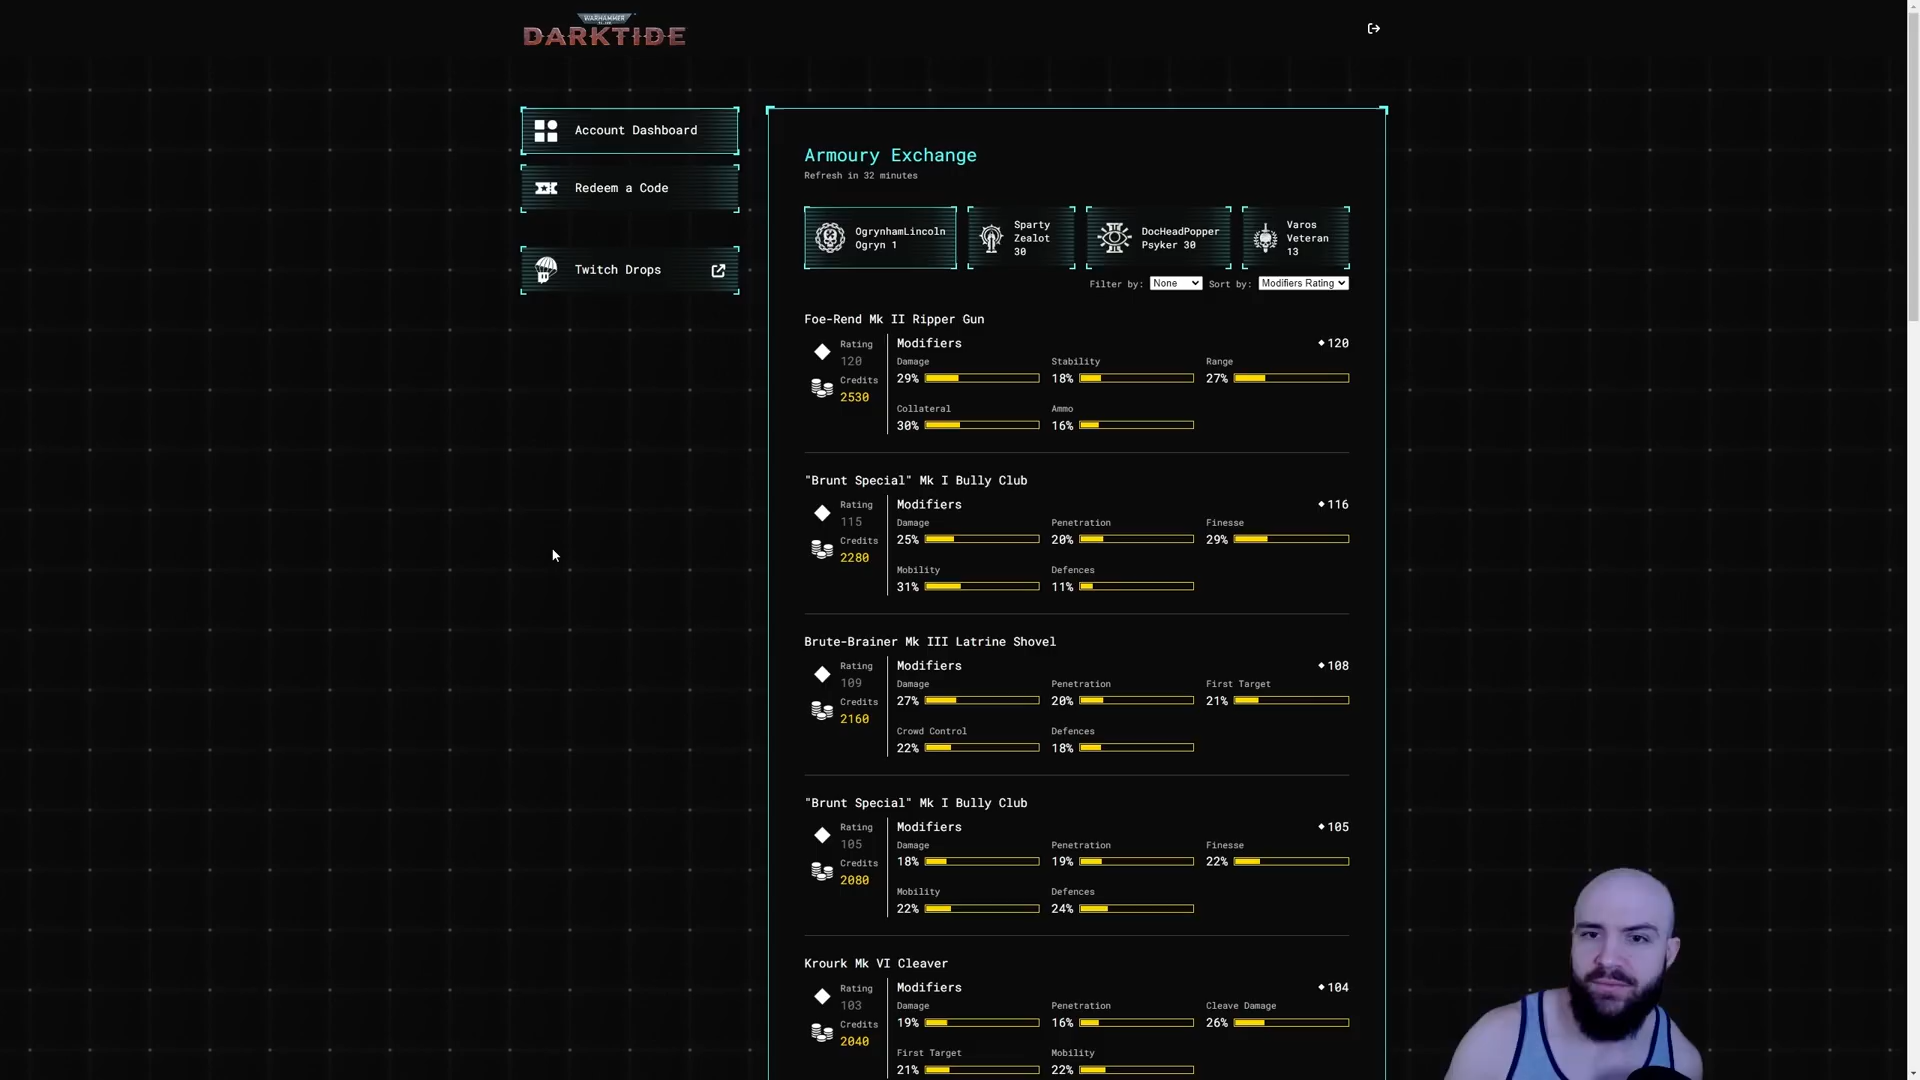 WARHAMMER
DARKTIDE
Account Dashboard
Redeem a Code
Twitch Drops
Armoury Exchange
Refresh in 32 minutes
OgrynhamLincoln
Ogryn 1
Sparty
Zealot
30
DocHeadPopper
Psyker 30
Varos
Veteran
13
Filter by: None Sort by: Modifiers Rating
Foe-Rend Mk II Ripper Gun
Rating
120
Credits
2530
Modifiers 120
Damage Stability Range
29% 18% 27%
Collateral Ammo
30% 16%
"Brunt Special" Mk I Bully Club
Rating
115
Credits
2280
Modifiers 116
Damage Penetration Finesse
25% 20% 29%
Mobility Defences
31% 11%
Brute-Brainer Mk III Latrine Shovel
Rating
109
Credits
2160
Modifiers 108
Damage Penetration First Target
27% 20% 21%
Crowd Control Defences
22% 18%
"Brunt Special" Mk I Bully Club
Rating
105
Credits
2080
Modifiers 105
Damage Penetration Finesse
18% 19% 22%
Mobility Defences
22% 24%
Krourk Mk VI Cleaver
Rating
103
Credits
2040
Modifiers 104
Damage Penetration Cleave Damage
19% 16% 26%
First Target Mobility
21% 22%